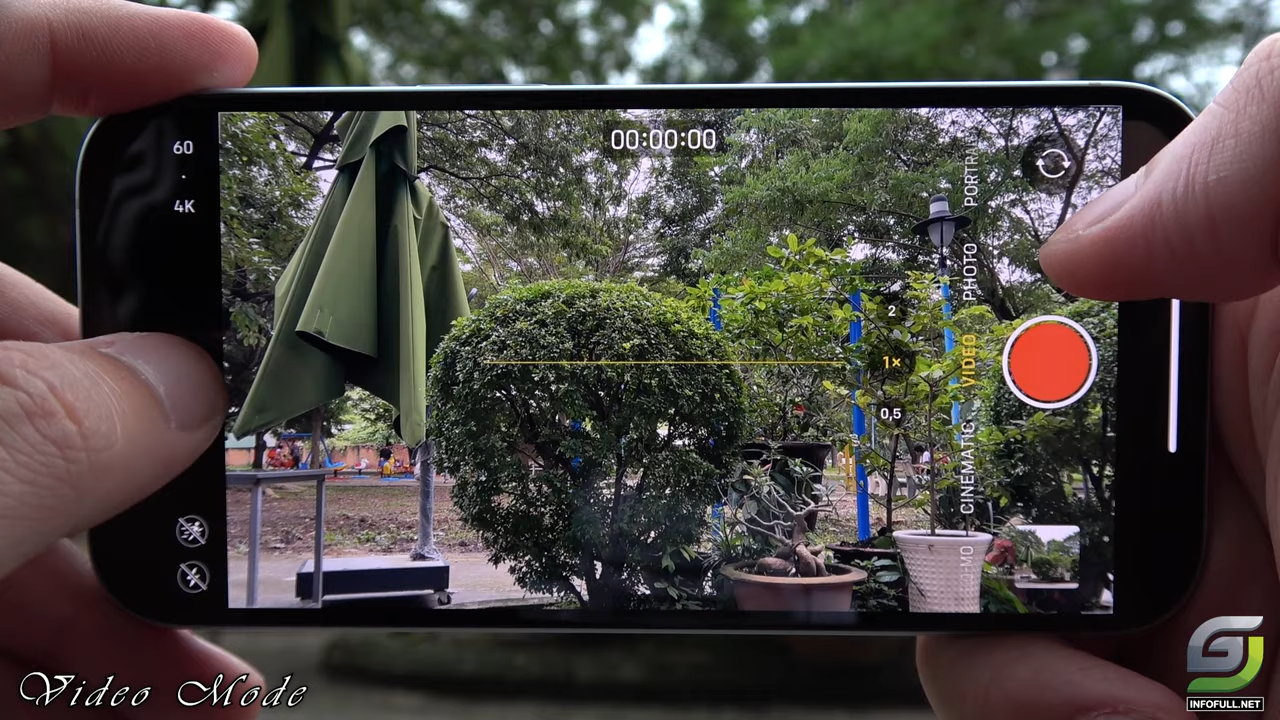 60
4K
00:00:00
PORTRAIT
PHOTO
VIDEO
CINEMATIC
2
1×
0,5
Video Mode
INFOFULL.NET